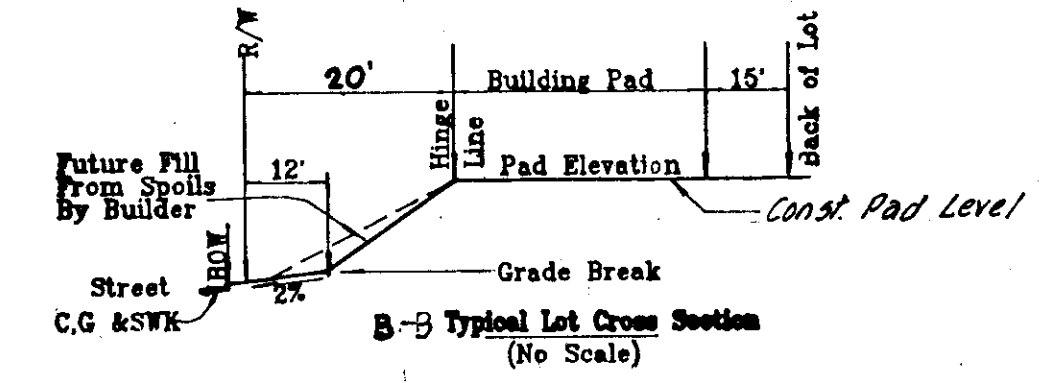 R/W
20'
Building Pad
15'
Back of Lot
Hinge
Line
Future Fill
From Spoils
By Builder
12'
Pad Elevation
Const. Pad Level
ROW
Street
C,G &SWK
2%
Grade Break
B-B Typical Lot Cross Section
(No Scale)